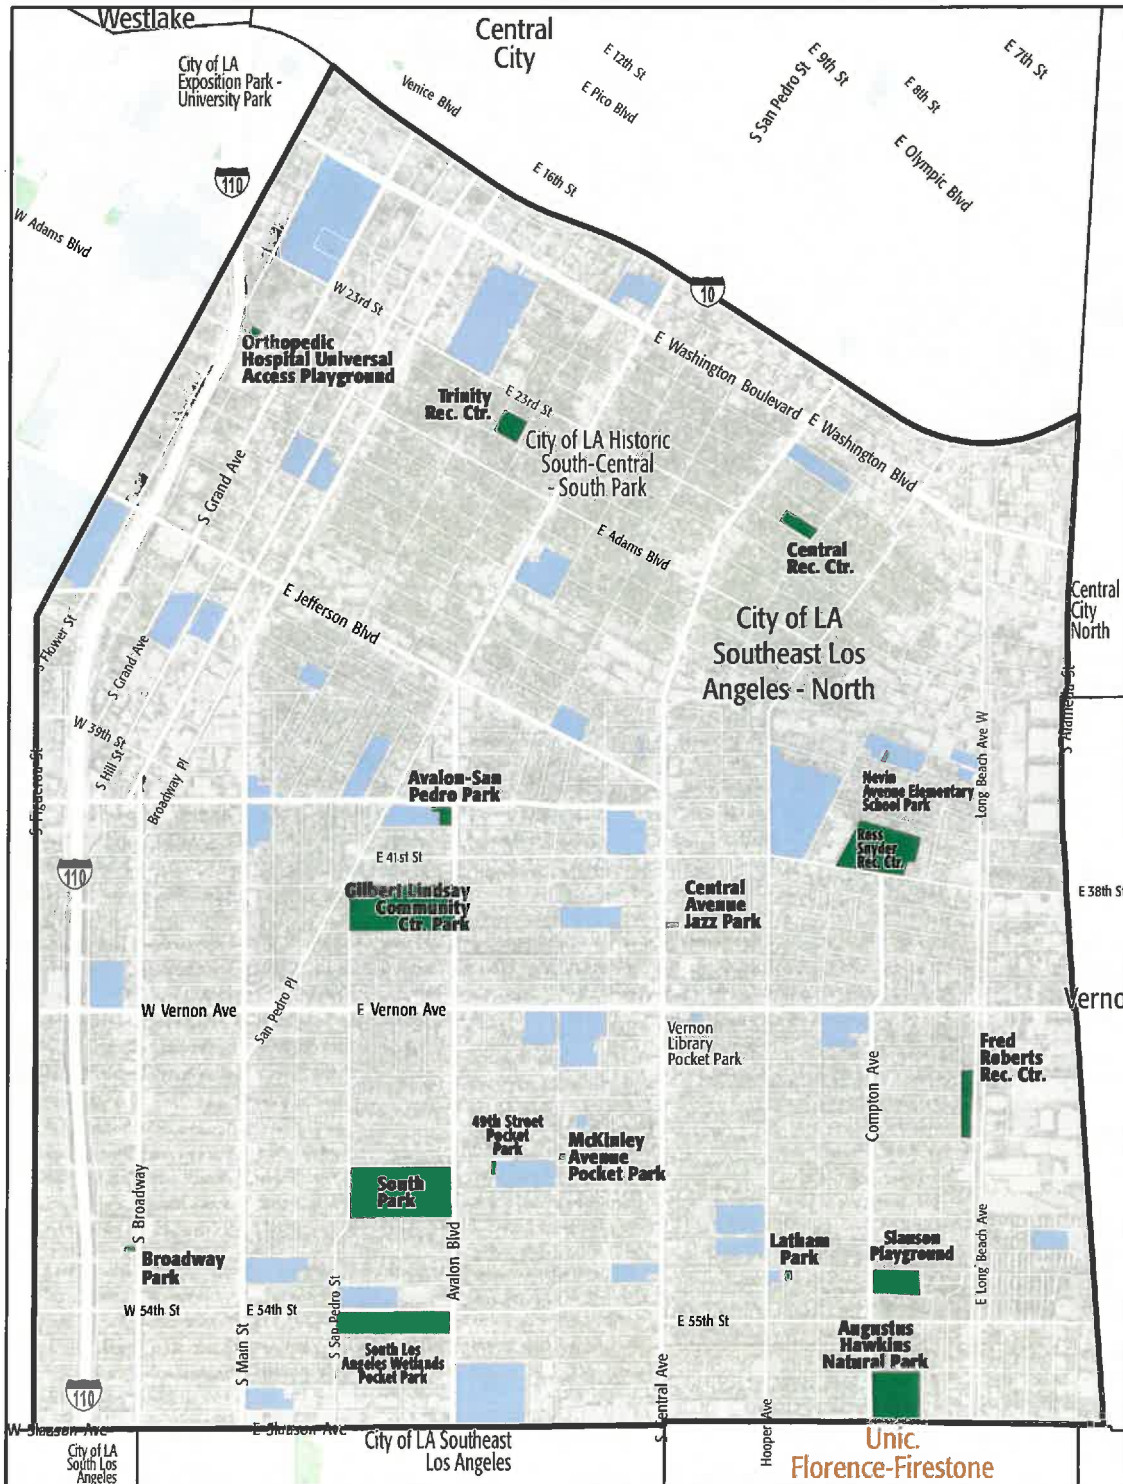 Westlake
Central
City
E 12th St
E 9th St
E 7th St
City of LA
Exposition Park -
University Park
Venice Blvd
E Pico Blvd
S San Pedro St
E 8th St
E 16th St
E Olympic Blvd
110
W Adams Blvd
10
W 23rd St
Orthopedic
Hospital Universal
Access Playground
E Washington Boulevard
E Washington Blvd
Trinity
Rec. Ctr.
E 23rd St
City of LA Historic
South-Central
- South Park
S Grand Ave
E Adams Blvd
Central
Rec. Ctr.
Central
City
North
E Jefferson Blvd
City of LA
Southeast Los
Angeles - North
S Flower St
S Grand Ave
W 39th St
S Hill St
Broadway Pl
S Figueroa St
S Alameda St
Long Beach Ave W
Avalon-San
Pedro Park
Nevin
Avenue Elementary
School Park
Ross
Snyder
Rec. Ctr.
E 41st St
110
Gilbert Lindsay
Community
Ctr. Park
Central
Avenue
Jazz Park
E 38th St
San Pedro Pl
W Vernon Ave
E Vernon Ave
Verno
Vernon
Library
Pocket Park
Fred
Roberts
Rec. Ctr.
Compton Ave
49th Street
Pocket
Park
McKinley
Avenue
Pocket Park
South
Park
S Broadway
Avalon Blvd
Broadway
Park
Latham
Park
Slauson
Playground
E Long Beach Ave
W 54th St
E 54th St
S San Pedro St
E 55th St
South Los
Angeles Wetlands
Pocket Park
Augustus
Hawkins
Natural Park
S Main St
S Central Ave
Hooper Ave
110
W Slauson Ave
E Slauson Ave
City of LA
South Los
Angeles
City of LA Southeast
Los Angeles
Unic.
Florence-Firestone